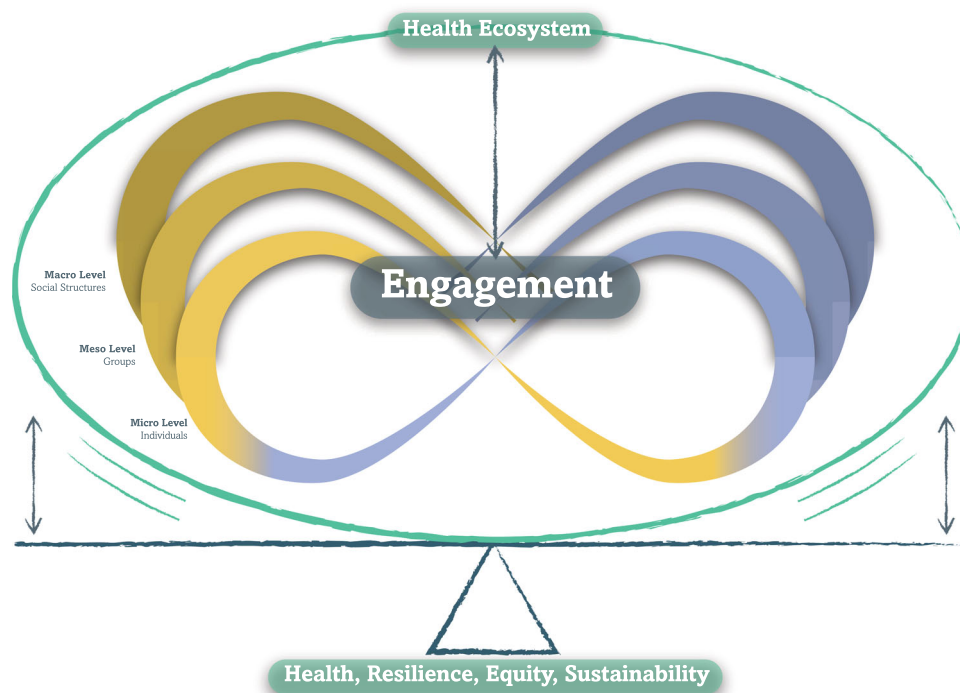 Health Ecosystem
Engagement
Macro Level
Social Structures
Meso Level
Groups
Micro Level
Individuals
Health, Resilience, Equity, Sustainability